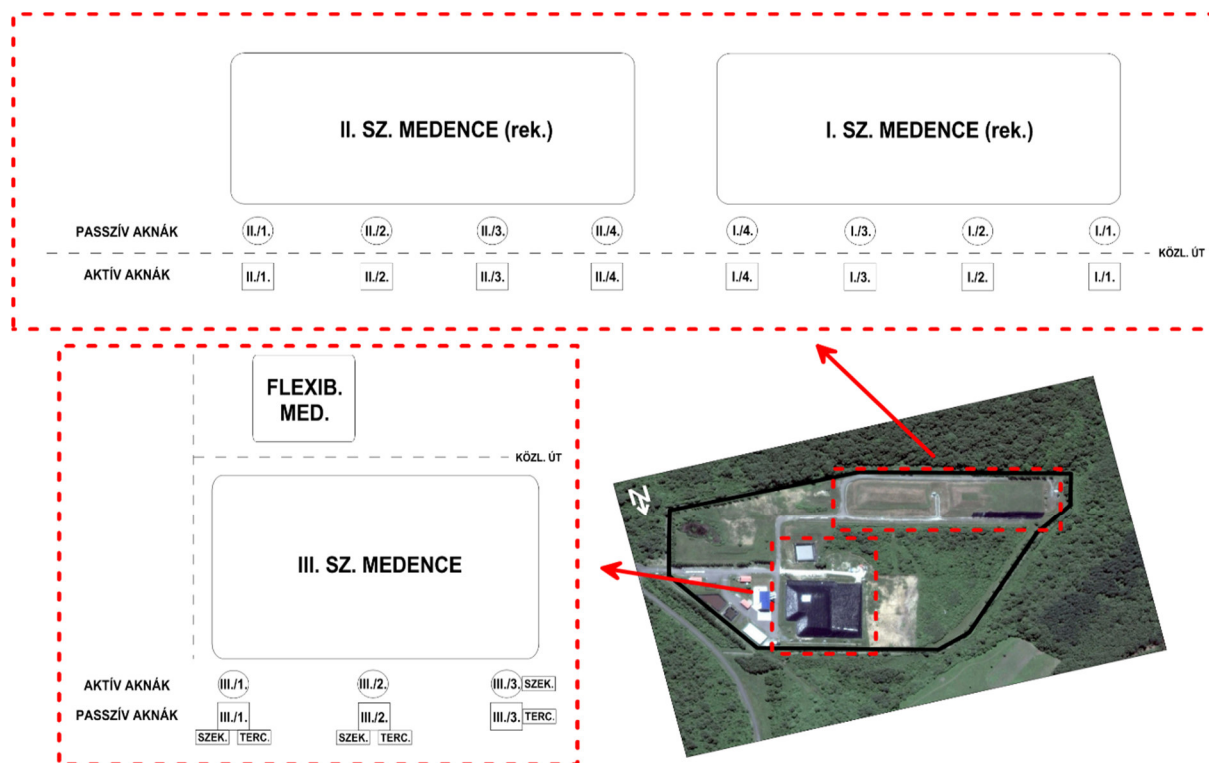 II. SZ. MEDENCE (rek.) I. SZ. MEDENCE (rek.)
PASSZÍV AKNÁK II./1. II./2. II./3. II./4. I./4. I./3. I./2. I./1.
KÖZL. ÚT
AKTÍV AKNÁK II./1. II./2. II./3. II./4. I./4. I./3. I./2. I./1.
FLEXIB.
MED.
KÖZL. ÚT
III. SZ. MEDENCE
AKTÍV AKNÁK III./1. III./2. III./3. SZEK.
PASSZÍV AKNÁK III./1. III./2. III./3. TERC.
SZEK. TERC. SZEK. TERC.
N